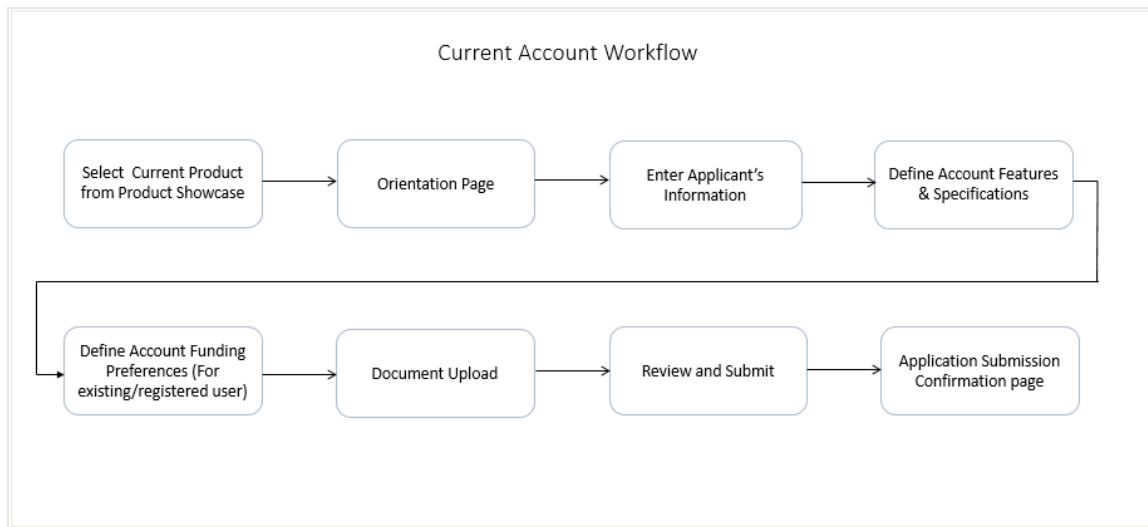 Current Account Workflow
Select Current Product
from Product Showcase
Orientation Page
Enter Applicant's
Information
Define Account Features
& Specifications
Define Account Funding
Preferences (For
existing/registered user)
Document Upload
Review and Submit
Application Submission
Confirmation page